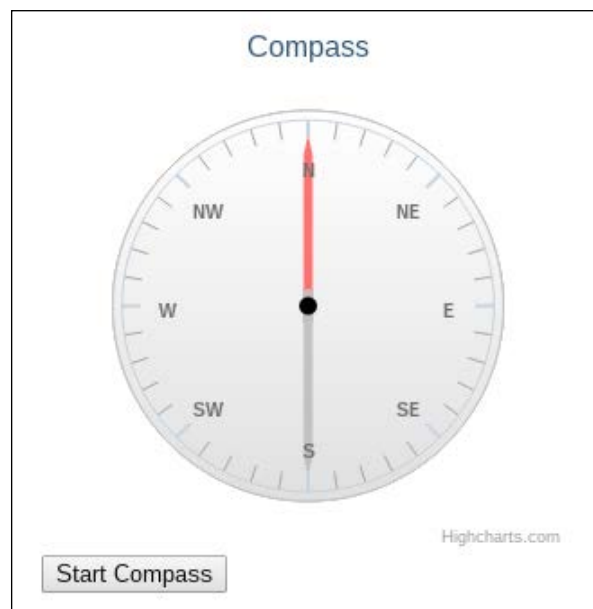 Compass
N
NW NE
W E
SW SE
S
Highcharts.com
Start Compass